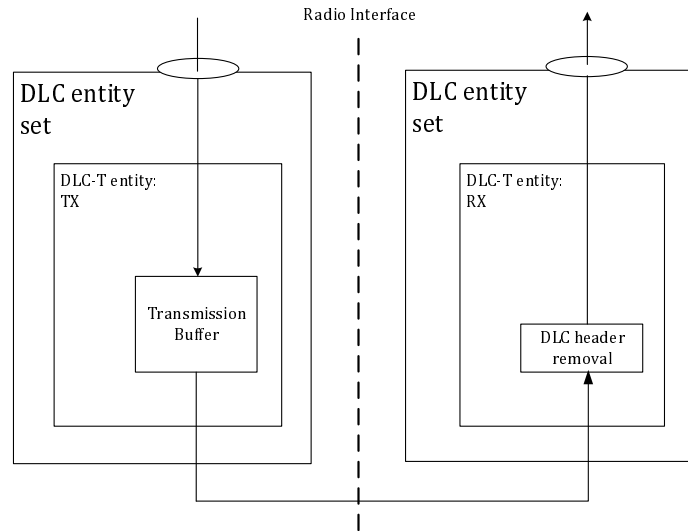 Radio Interface
DLC entity
set
DLC-T entity:
TX
Transmission
Buffer
DLC entity
set
DLC-T entity:
RX
DLC header
removal